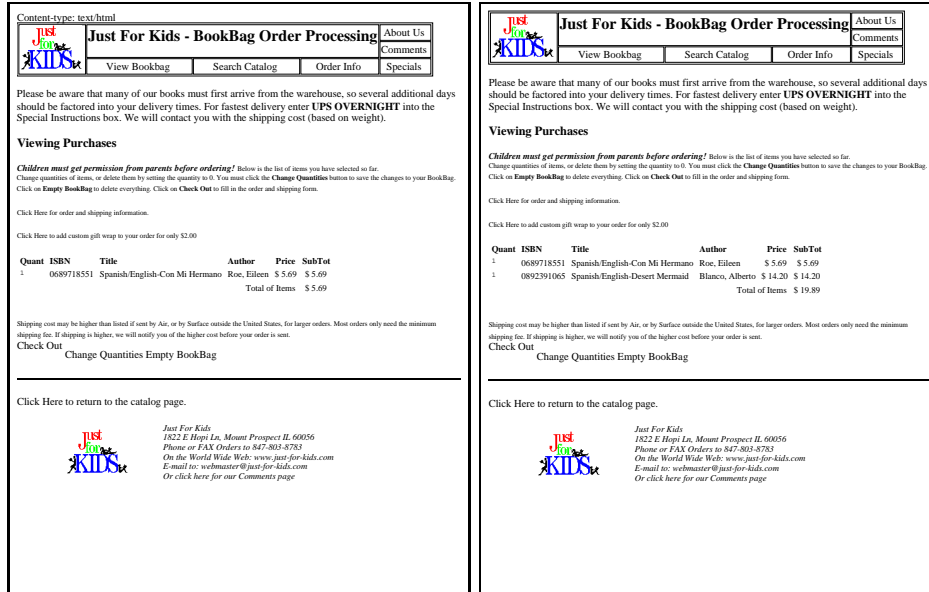 Content-type: text/html
Just for KIDS
Just For Kids - BookBag Order Processing
About Us
Comments
View Bookbag Search Catalog Order Info Specials
Please be aware that many of our books must first arrive from the warehouse, so several additional days
should be factored into your delivery times. For fastest delivery enter UPS OVERNIGHT into the
Special Instructions box. We will contact you with the shipping cost (based on weight).
Viewing Purchases
Children must get permission from parents before ordering! Below is the list of items you have selected so far.
Change quantities of items, or delete them by setting the quantity to 0. You must click the Change Quantities button to save the changes to your BookBag.
Click on Empty BookBag to delete everything. Click on Check Out to fill in the order and shipping form.
Click Here for order and shipping information.
Click Here to add custom gift wrap to your order for only $2.00
Quant ISBN Title Author Price SubTot
1 0689718551 Spanish/English-Con Mi Hermano Roe, Eileen $ 5.69 $ 5.69
Total of Items $ 5.69
Shipping cost may be higher than listed if sent by Air, or by Surface outside the United States, for larger orders. Most orders only need the minimum
shipping fee. If shipping is higher, we will notify you of the higher cost before your order is sent.
Check Out
Change Quantities Empty BookBag
Click Here to return to the catalog page.
Just for KIDS
Just For Kids
1822 E Hopi Ln, Mount Prospect IL 60056
Phone or FAX Orders to 847-803-8783
On the World Wide Web: www.just-for-kids.com
E-mail to: webmaster@just-for-kids.com
Or click here for our Comments page
Just for KIDS
Just For Kids - BookBag Order Processing
About Us
Comments
View Bookbag Search Catalog Order Info Specials
Please be aware that many of our books must first arrive from the warehouse, so several additional days
should be factored into your delivery times. For fastest delivery enter UPS OVERNIGHT into the
Special Instructions box. We will contact you with the shipping cost (based on weight).
Viewing Purchases
Children must get permission from parents before ordering! Below is the list of items you have selected so far.
Change quantities of items, or delete them by setting the quantity to 0. You must click the Change Quantities button to save the changes to your BookBag.
Click on Empty BookBag to delete everything. Click on Check Out to fill in the order and shipping form.
Click Here for order and shipping information.
Click Here to add custom gift wrap to your order for only $2.00
Quant ISBN Title Author Price SubTot
1 0689718551 Spanish/English-Con Mi Hermano Roe, Eileen $ 5.69 $ 5.69
1 0892391065 Spanish/English-Desert Mermaid Blanco, Alberto $ 14.20 $ 14.20
Total of Items $ 19.89
Shipping cost may be higher than listed if sent by Air, or by Surface outside the United States, for larger orders. Most orders only need the minimum
shipping fee. If shipping is higher, we will notify you of the higher cost before your order is sent.
Check Out
Change Quantities Empty BookBag
Click Here to return to the catalog page.
Just for KIDS
Just For Kids
1822 E Hopi Ln, Mount Prospect IL 60056
Phone or FAX Orders to 847-803-8783
On the World Wide Web: www.just-for-kids.com
E-mail to: webmaster@just-for-kids.com
Or click here for our Comments page